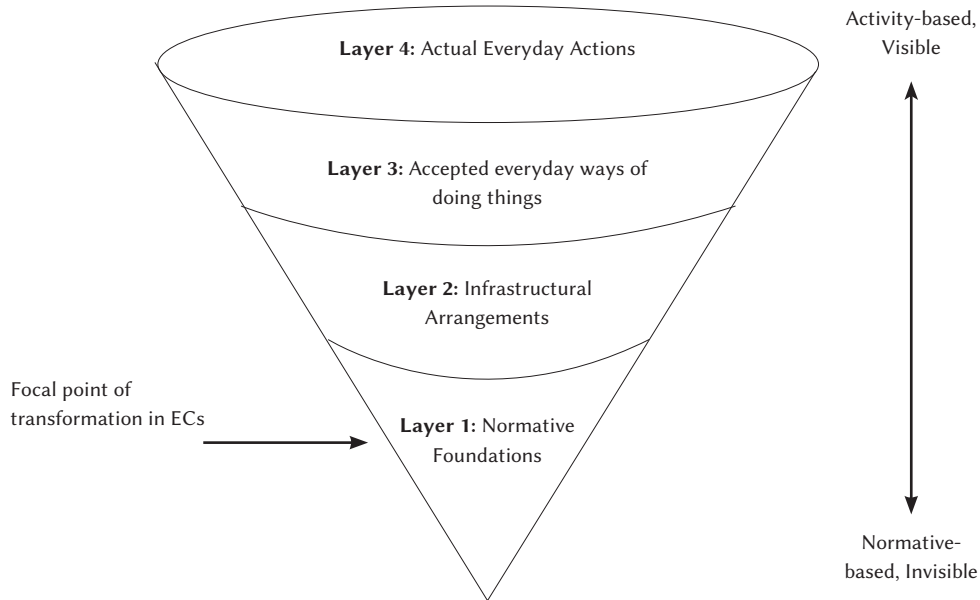 Activity-based,
Visible
Layer 4: Actual Everyday Actions
Layer 3: Accepted everyday ways of
doing things
Layer 2: Infrastructural
Arrangements
Focal point of
transformation in ECs
Layer 1: Normative
Foundations
Normative-
based, Invisible